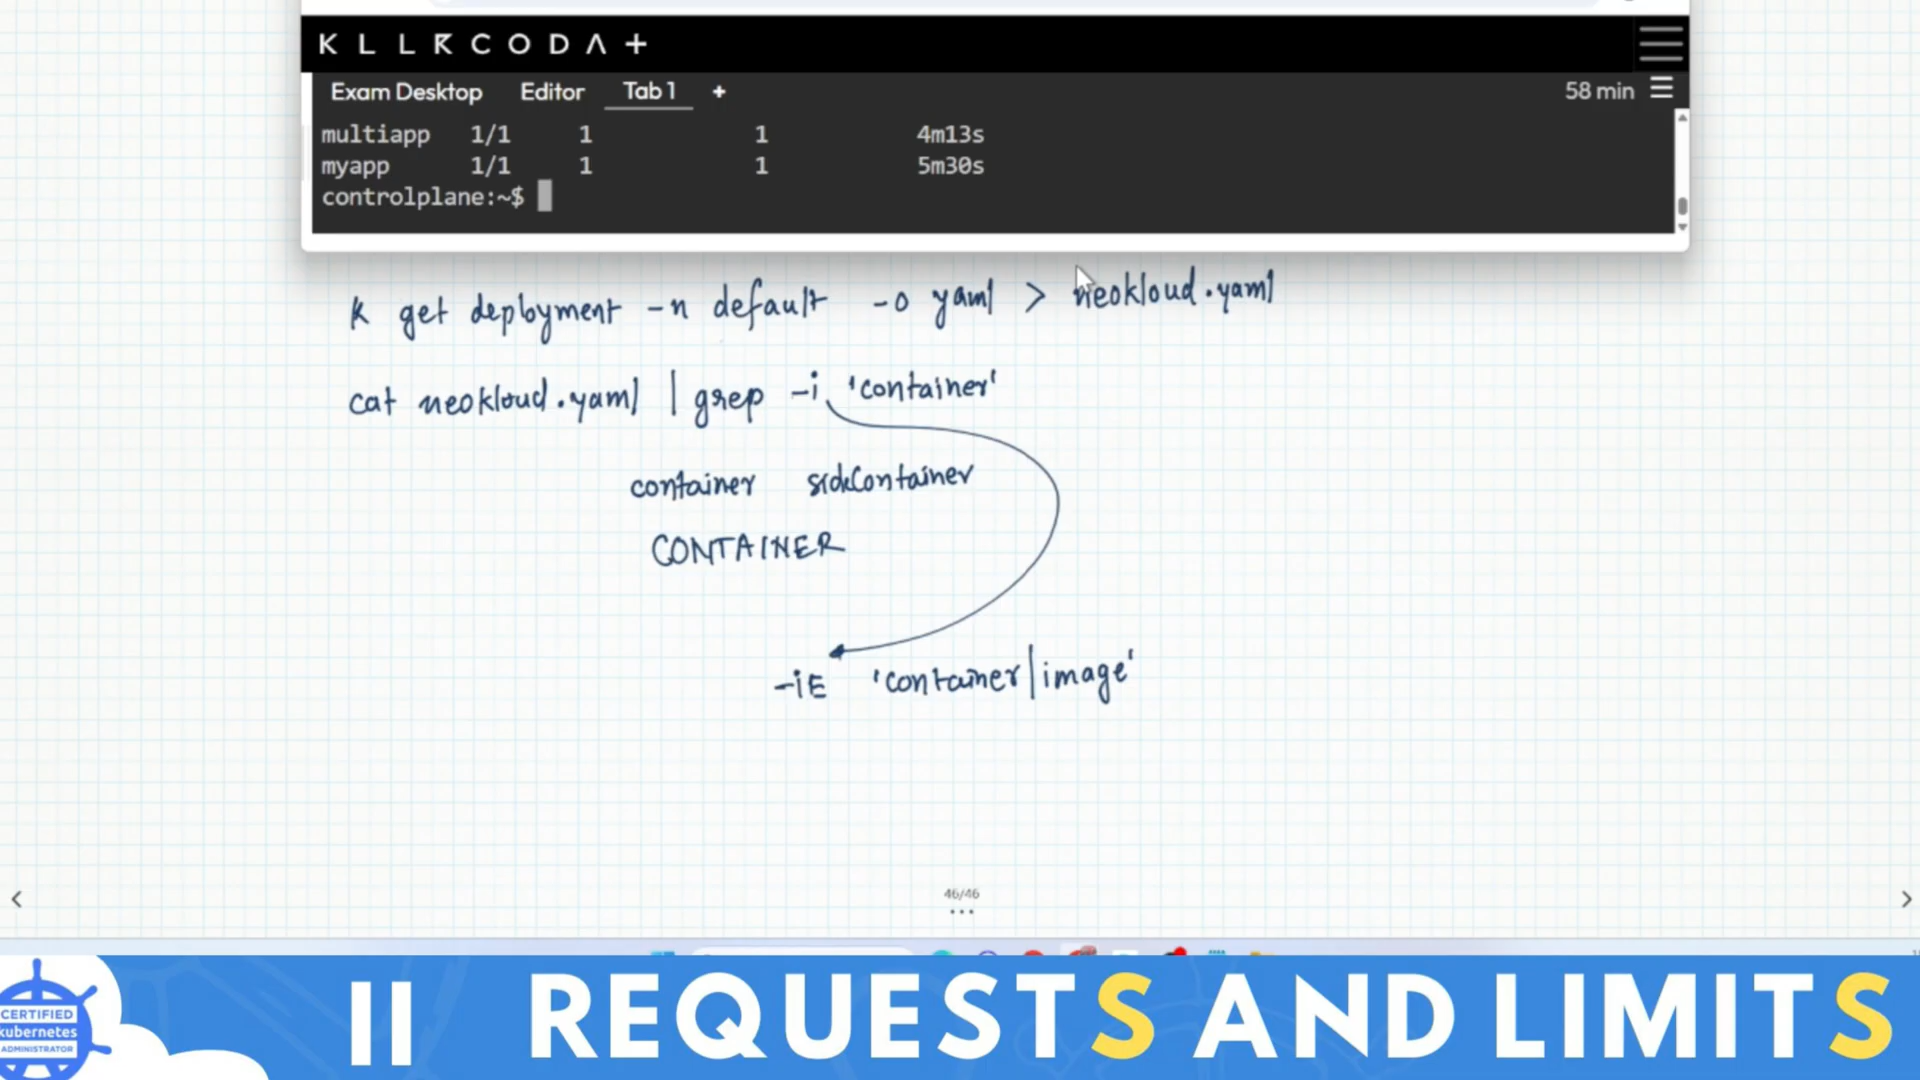 KLLRCODA+
Exam Desktop Editor Tab 1 + 58 min
multiapp 1/1 1 1 4m13s
myapp 1/1 1 1 5m30s
controlplane:~$
k get deployment -n default -o yaml > neokloud.yaml
cat neokloud.yaml | grep -i 'container'
container sideContainer
CONTAINER
-iE 'container|image'
46/46
CERTIFIED
kubernetes
ADMINISTRATOR
II REQUESTS AND LIMITS